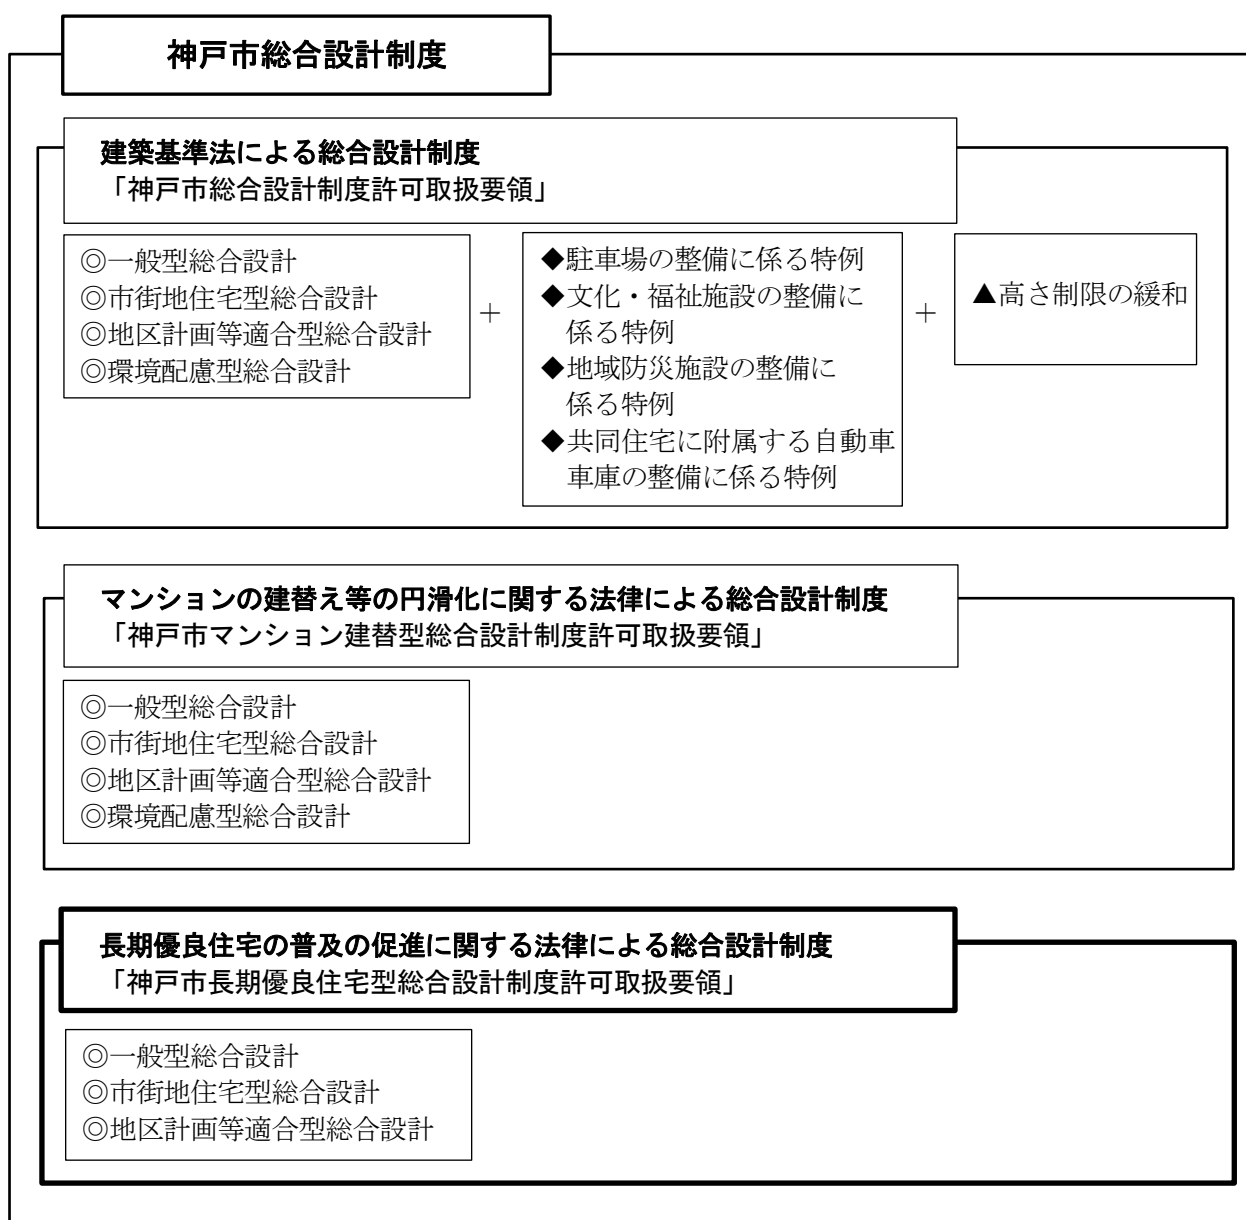 神戸市総合設計制度
建築基準法による総合設計制度
「神戸市総合設計制度許可取扱要領」
◎一般型総合設計
◎市街地住宅型総合設計
◎地区計画等適合型総合設計
◎環境配慮型総合設計
＋
◆駐車場の整備に係る特例
◆文化・福祉施設の整備に
係る特例
◆地域防災施設の整備に
係る特例
◆共同住宅に附属する自動車
車庫の整備に係る特例
＋
▲高さ制限の緩和
マンションの建替え等の円滑化に関する法律による総合設計制度
「神戸市マンション建替型総合設計制度許可取扱要領」
◎一般型総合設計
◎市街地住宅型総合設計
◎地区計画等適合型総合設計
◎環境配慮型総合設計
長期優良住宅の普及の促進に関する法律による総合設計制度
「神戸市長期優良住宅型総合設計制度許可取扱要領」
◎一般型総合設計
◎市街地住宅型総合設計
◎地区計画等適合型総合設計